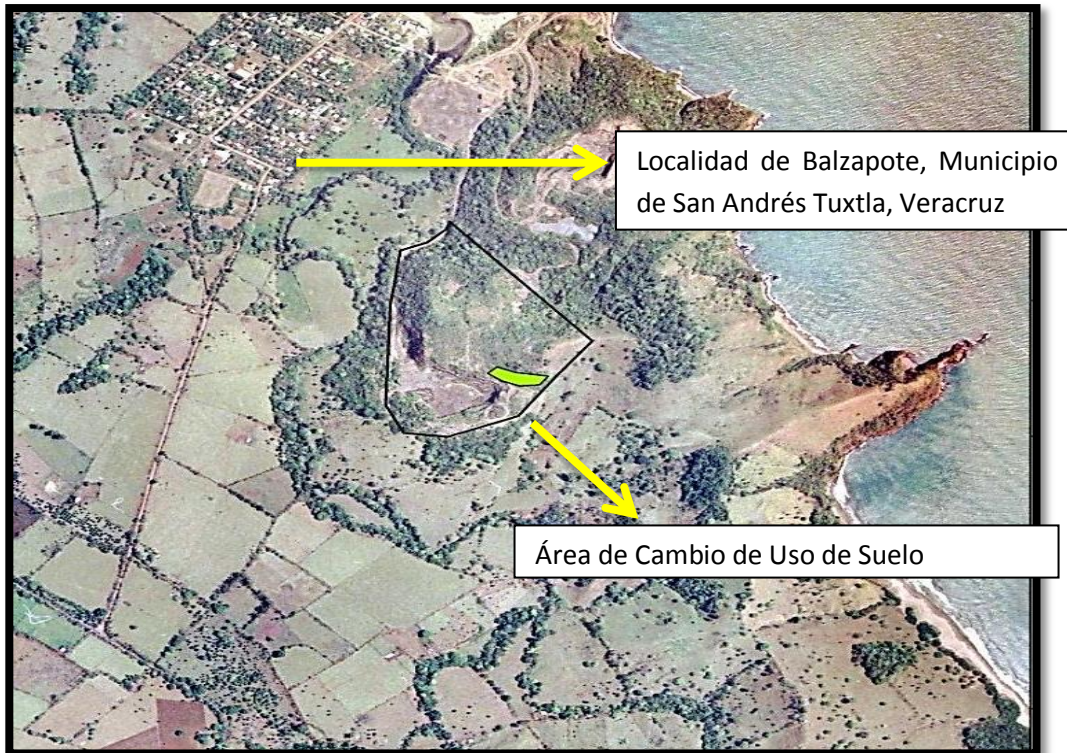 Localidad de Balzapote, Municipio
de San Andrés Tuxtla, Veracruz
Área de Cambio de Uso de Suelo